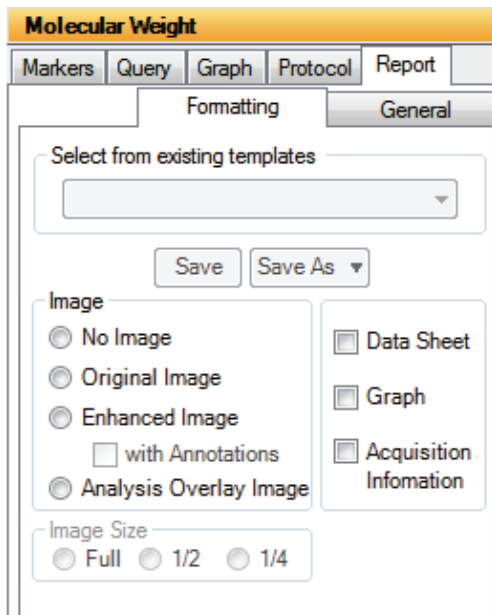 Molecular Weight
Markers Query Graph Protocol Report
Formatting General
Select from existing templates
Save Save As
Image
No Image
Original Image
Enhanced Image
with Annotations
Analysis Overlay Image
Data Sheet
Graph
Acquisition
Infomation
Image Size
Full 1/2 1/4